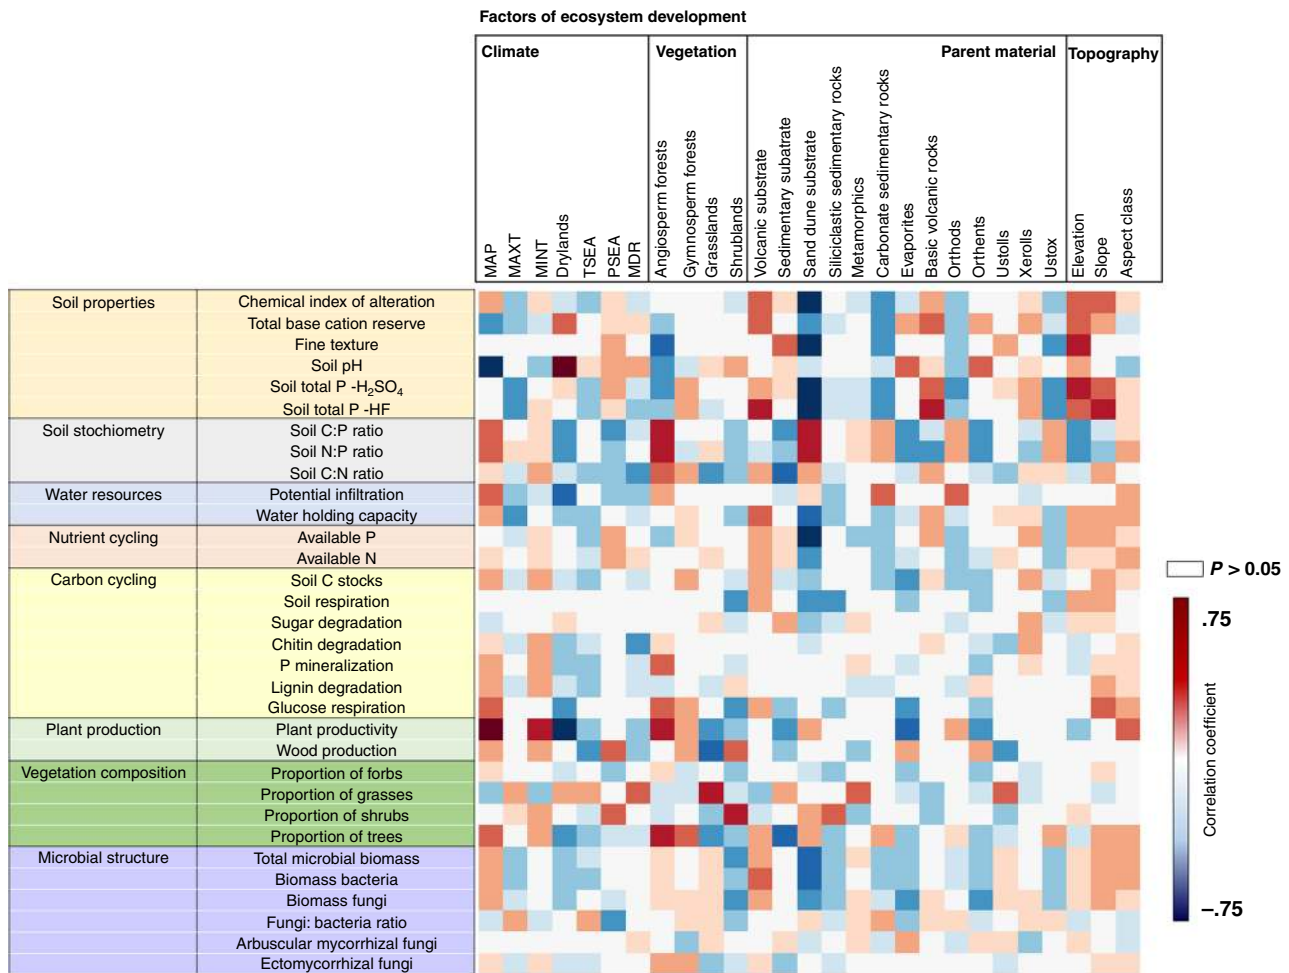 Factors of ecosystem development
Climate
Vegetation
Parent material
Topography
MAP
MAXT
MINT
Drylands
TSEA
PSEA
MDR
Angiosperm forests
Gymnosperm forests
Grasslands
Shrublands
Volcanic substrate
Sedimentary subatrate
Sand dune substrate
Siliciclastic sedimentary rocks
Metamorphics
Carbonate sedimentary rocks
Evaporites
Basic volcanic rocks
Orthods
Orthents
Ustolls
Xerolls
Ustox
Elevation
Slope
Aspect class
Soil properties
Chemical index of alteration
Total base cation reserve
Fine texture
Soil pH
Soil total P -H₂SO₄
Soil total P -HF
Soil stochiometry
Soil C:P ratio
Soil N:P ratio
Soil C:N ratio
Water resources
Potential infiltration
Water holding capacity
Nutrient cycling
Available P
Available N
Carbon cycling
Soil C stocks
Soil respiration
Sugar degradation
Chitin degradation
P mineralization
Lignin degradation
Glucose respiration
Plant production
Plant productivity
Wood production
Vegetation composition
Proportion of forbs
Proportion of grasses
Proportion of shrubs
Proportion of trees
Microbial structure
Total microbial biomass
Biomass bacteria
Biomass fungi
Fungi: bacteria ratio
Arbuscular mycorrhizal fungi
Ectomycorrhizal fungi
P > 0.05
.75
Correlation coefficient
–.75